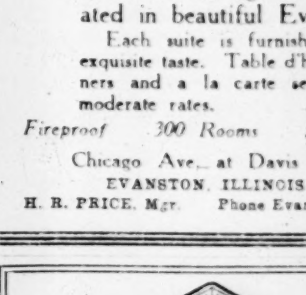 ated in beautiful Ev
Each suite is furnish
exquisite taste. Table d'h
ners and a la carte se
moderate rates.
Fireproof 300 Rooms
Chicago Ave., at Davis
EVANSTON, ILLINOIS
H. R. PRICE, Mgr. Phone Evan